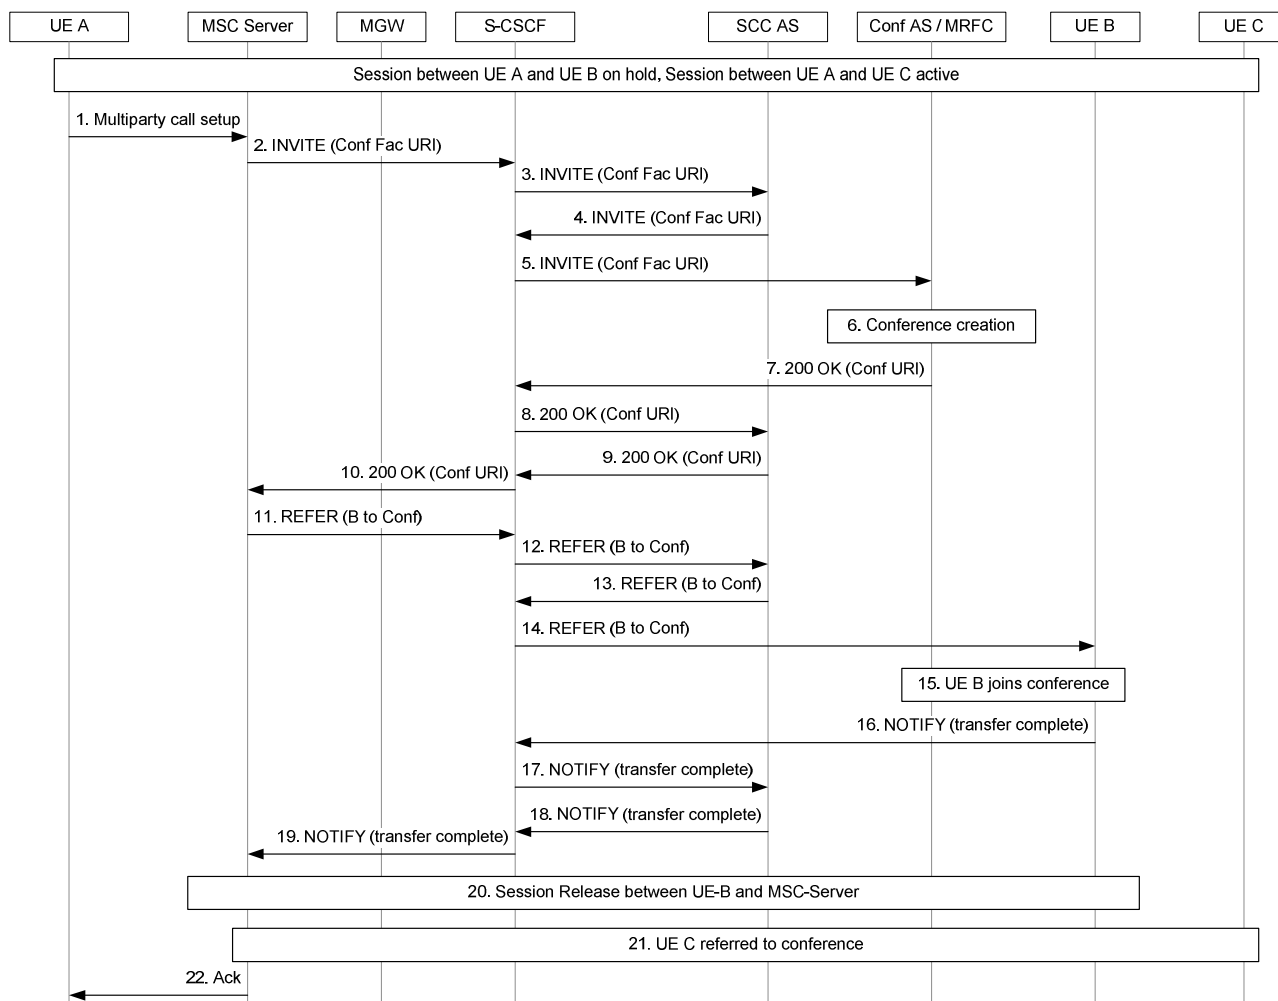 UE A
MSC Server
MGW
S-CSCF
SCC AS
Conf AS / MRFC
UE B
UE C
Session between UE A and UE B on hold, Session between UE A and UE C active
1. Multiparty call setup
2. INVITE (Conf Fac URI)
3. INVITE (Conf Fac URI)
4. INVITE (Conf Fac URI)
5. INVITE (Conf Fac URI)
6. Conference creation
7. 200 OK (Conf URI)
8. 200 OK (Conf URI)
9. 200 OK (Conf URI)
10. 200 OK (Conf URI)
11. REFER (B to Conf)
12. REFER (B to Conf)
13. REFER (B to Conf)
14. REFER (B to Conf)
15. UE B joins conference
16. NOTIFY (transfer complete)
17. NOTIFY (transfer complete)
18. NOTIFY (transfer complete)
19. NOTIFY (transfer complete)
20. Session Release between UE-B and MSC-Server
21. UE C referred to conference
22. Ack